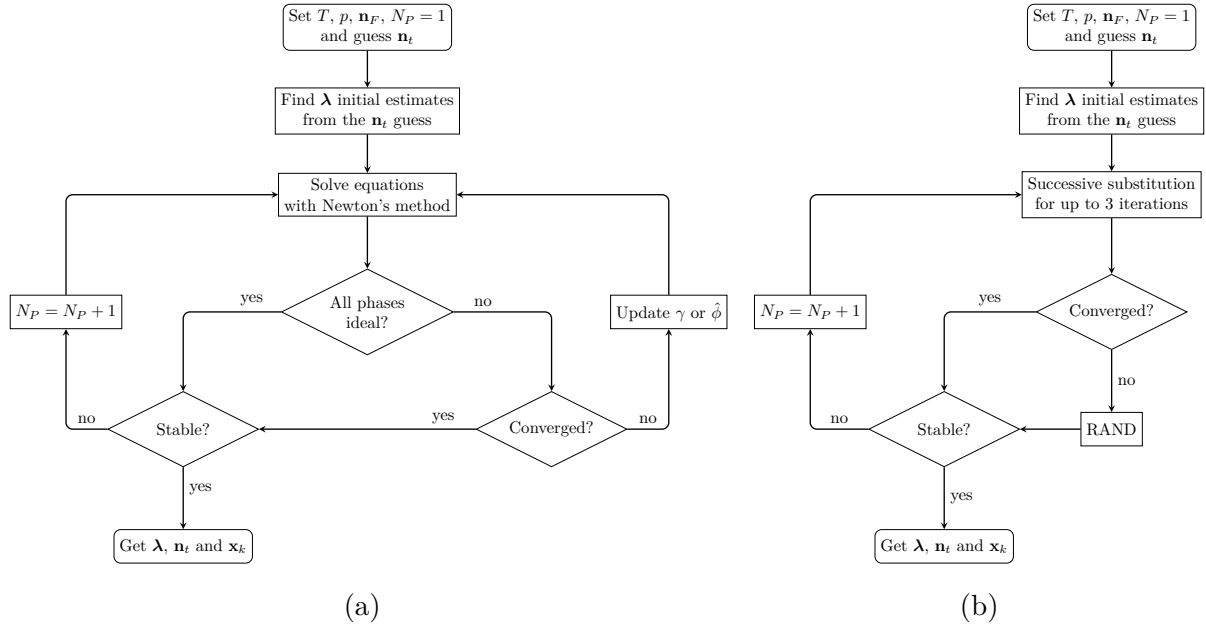 Set T, p, n_F, N_P = 1
and guess n_t
Find λ initial estimates
from the n_t guess
Solve equations
with Newton's method
All phases
ideal?
yes
no
N_P = N_P + 1
Update γ or φ̂
Stable?
no
yes
Converged?
no
yes
Get λ, n_t and x_k
(a)
Set T, p, n_F, N_P = 1
and guess n_t
Find λ initial estimates
from the n_t guess
Successive substitution
for up to 3 iterations
Converged?
yes
no
N_P = N_P + 1
Stable?
no
RAND
yes
Get λ, n_t and x_k
(b)